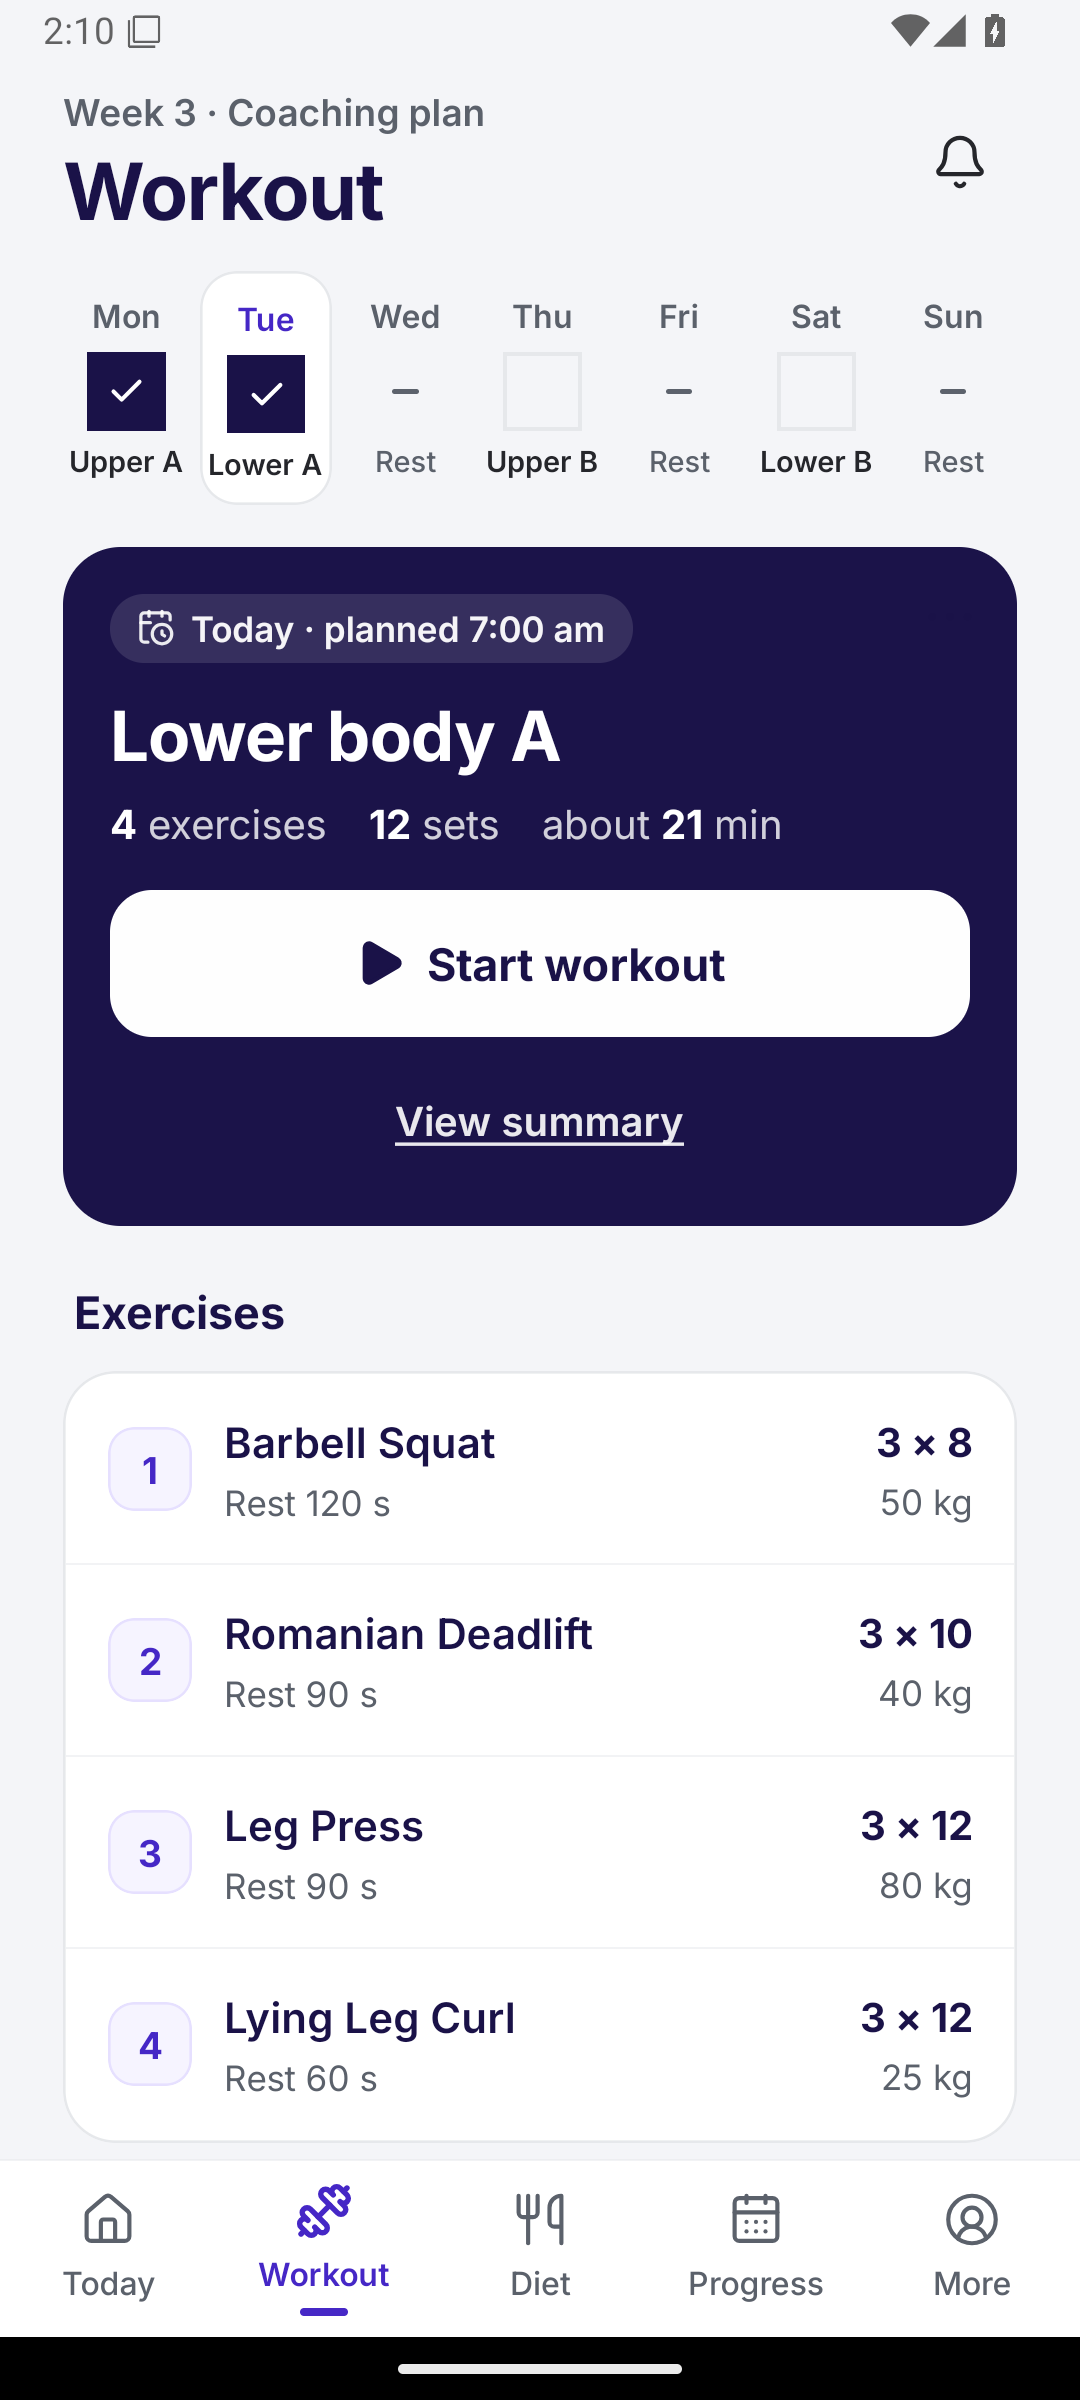 2:10
Week 3 · Coaching plan
Workout
Mon Tue Wed Thu Fri Sat Sun
Upper A Lower A Rest Upper B Rest Lower B Rest
Today · planned 7:00 am
Lower body A
4 exercises 12 sets about 21 min
Start workout
View summary
Exercises
1 Barbell Squat 3 × 8
Rest 120 s 50 kg
2 Romanian Deadlift 3 × 10
Rest 90 s 40 kg
3 Leg Press 3 × 12
Rest 90 s 80 kg
4 Lying Leg Curl 3 × 12
Rest 60 s 25 kg
Today Workout Diet Progress More